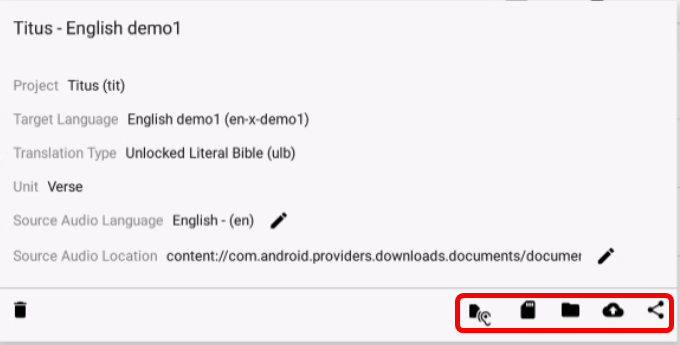 Titus - English demo1
Project Titus (tit)
Target Language English demo1 (en-x-demo1)
Translation Type Unlocked Literal Bible (ulb)
Unit Verse
Source Audio Language English - (en)
Source Audio Location content://com.android.providers.downloads.documents/documer